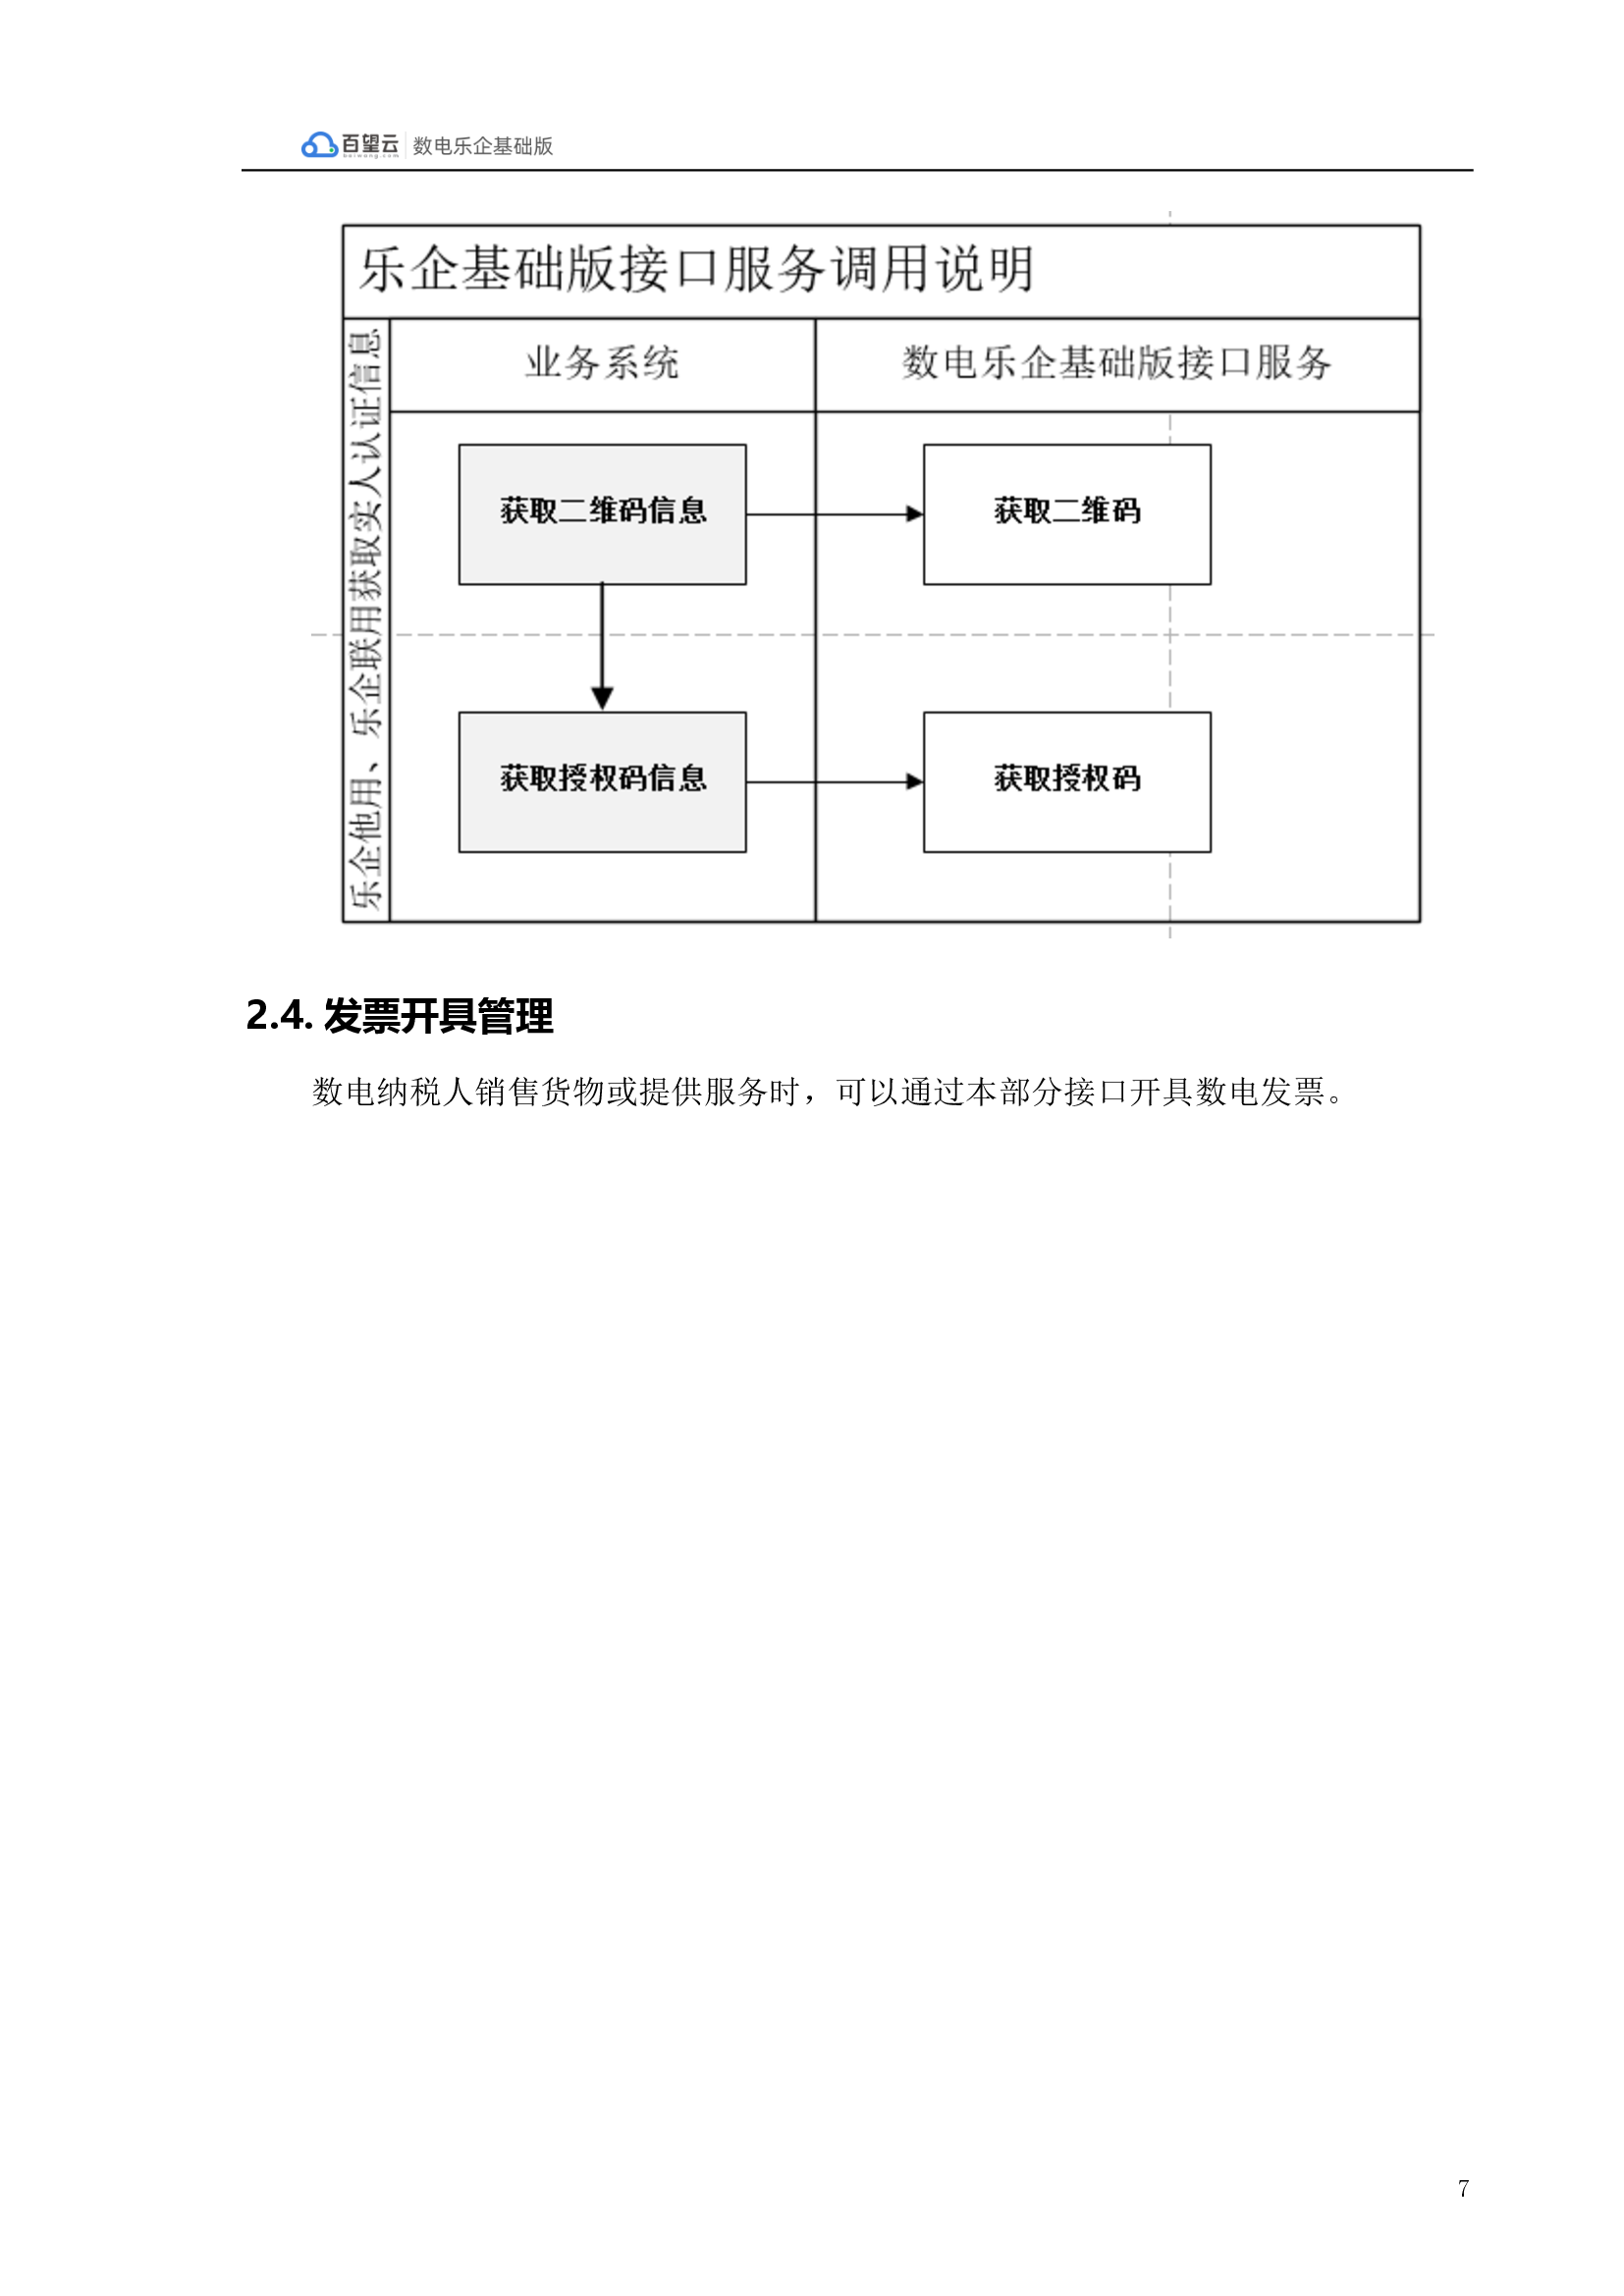 百望云 数电乐企基础版
baiwang.com
乐企基础版接口服务调用说明
乐企他用、乐企联用获取实人认证信息
业务系统
数电乐企基础版接口服务
获取二维码信息
获取二维码
获取授权码信息
获取授权码
2.4. 发票开具管理
数电纳税人销售货物或提供服务时，可以通过本部分接口开具数电发票。
7